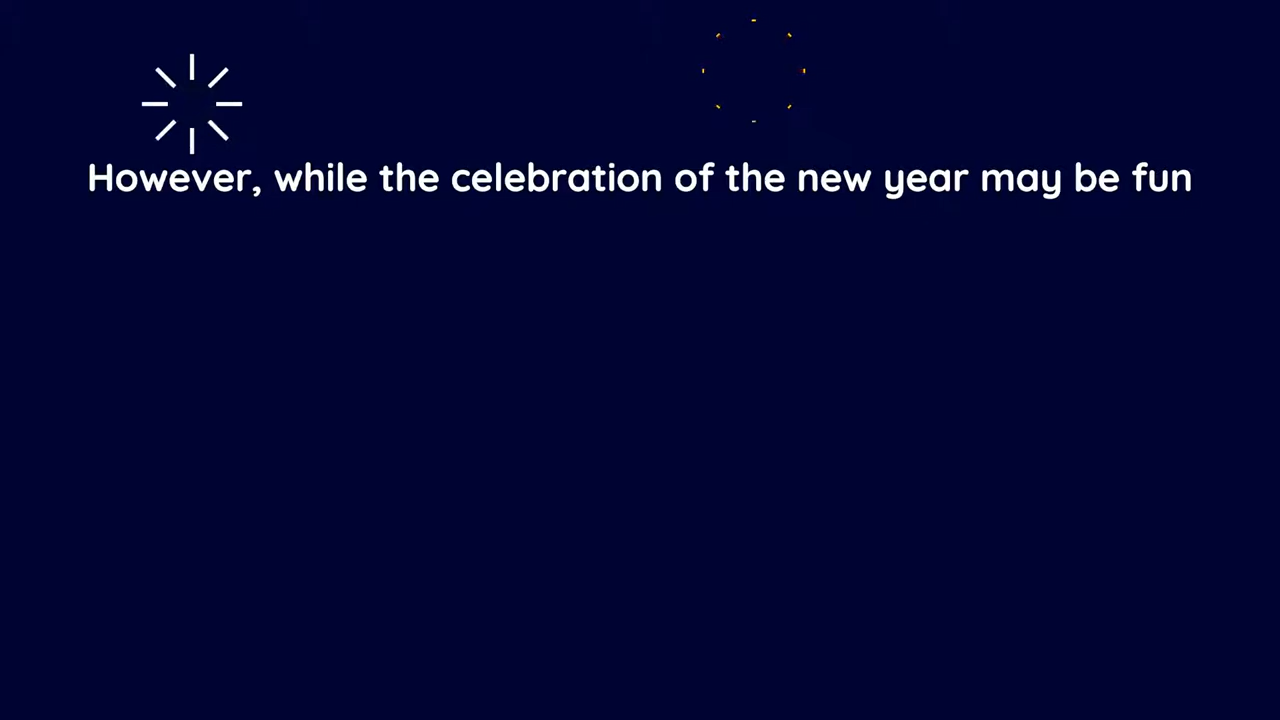 However, while the celebration of the new year may be fun